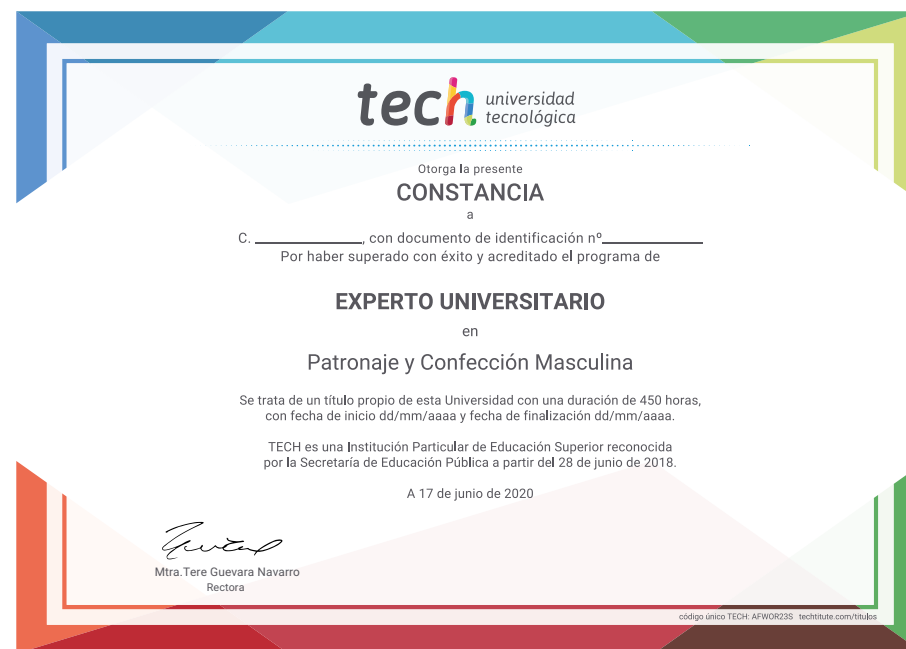 tech universidad
tecnológica
Otorga la presente
CONSTANCIA
a
C. ____________, con documento de identificación nº____________
Por haber superado con éxito y acreditado el programa de
EXPERTO UNIVERSITARIO
en
Patronaje y Confección Masculina
Se trata de un título propio de esta Universidad con una duración de 450 horas,
con fecha de inicio dd/mm/aaaa y fecha de finalización dd/mm/aaaa.
TECH es una Institución Particular de Educación Superior reconocida
por la Secretaría de Educación Pública a partir del 28 de junio de 2018.
A 17 de junio de 2020
Mtra.Tere Guevara Navarro
Rectora
código único TECH: AFWOR23S techtitute.com/titulos